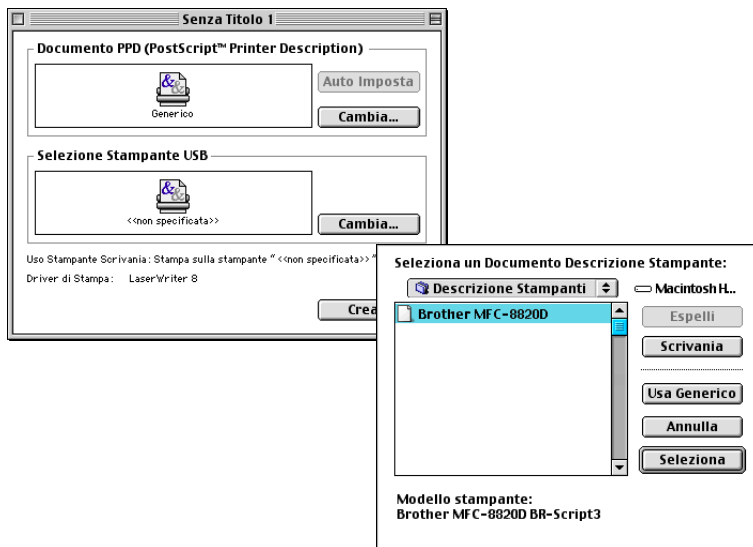 Senza Titolo 1
Documento PPD (PostScript™ Printer Description)
Generico
Auto Imposta
Cambia...
Selezione Stampante USB
<<non specificata>>
Cambia...
Uso Stampante Scrivania: Stampa sulla stampante “ <<non specificata>> ”
Driver di Stampa: LaserWriter 8
Crea
Seleziona un Documento Descrizione Stampante:
Descrizione Stampanti
Macintosh H...
Brother MFC-8820D
Espelli
Scrivania
Usa Generico
Annulla
Seleziona
Modello stampante:
Brother MFC-8820D BR-Script3